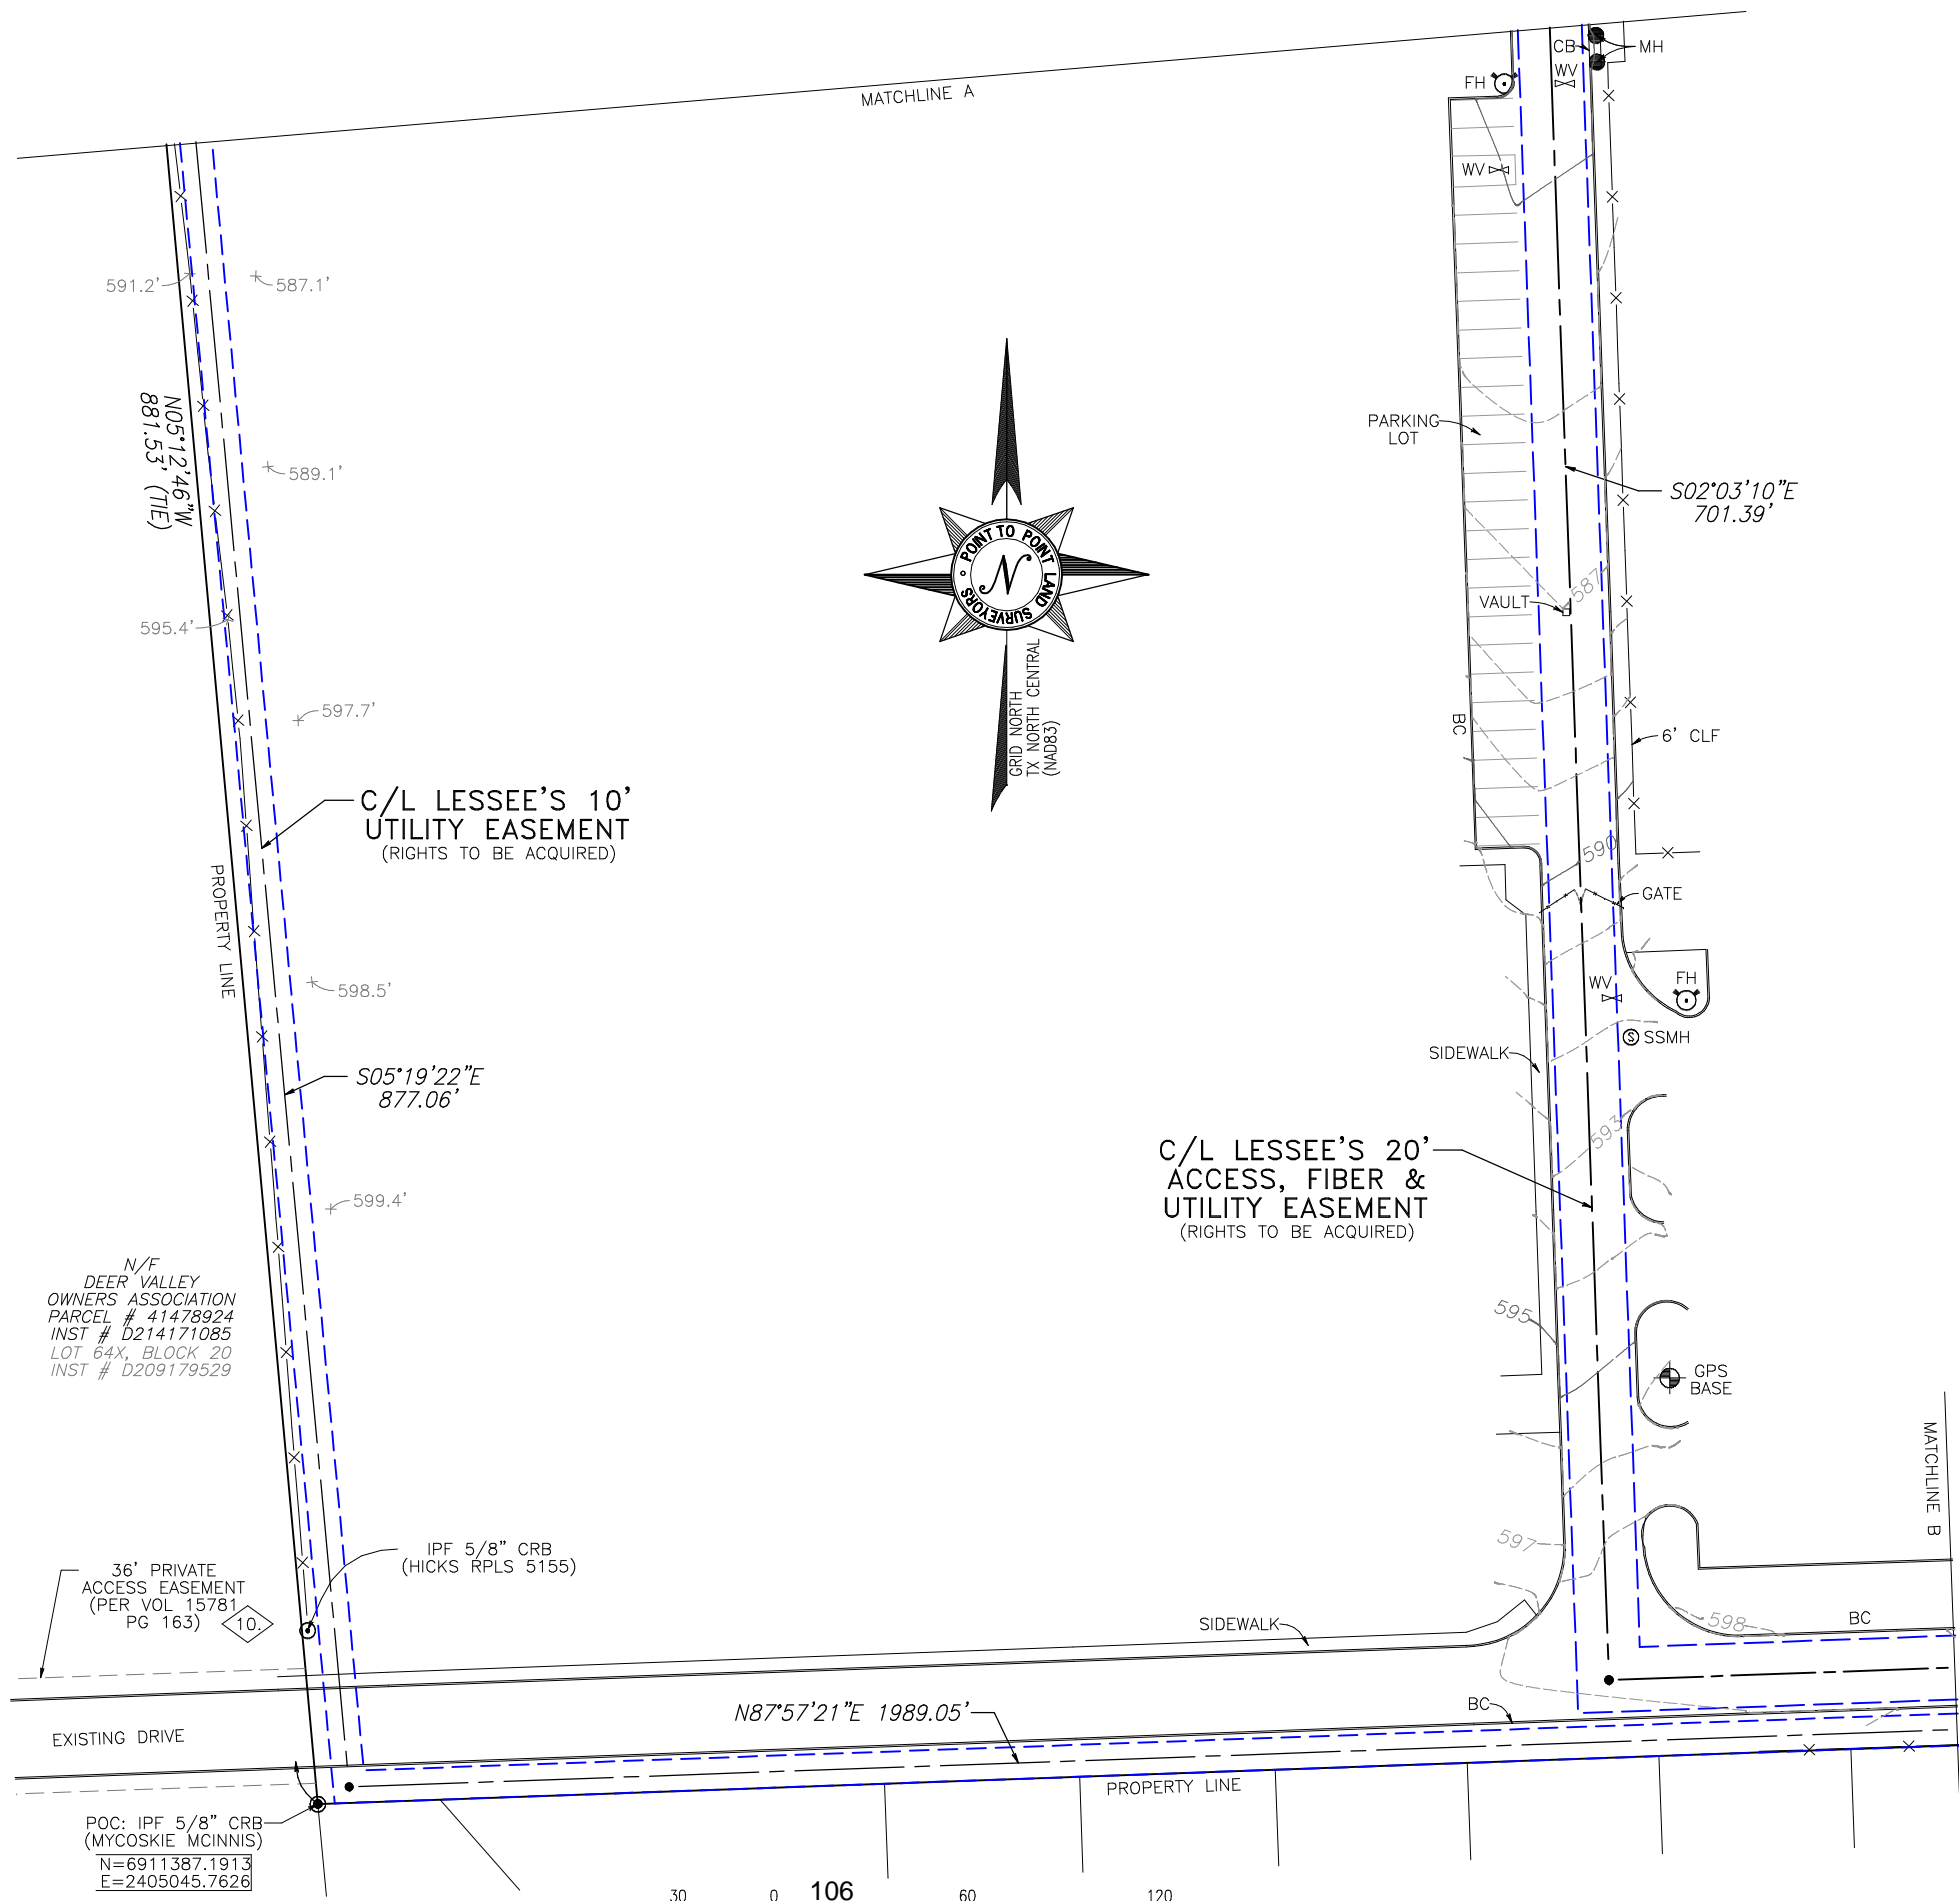 MATCHLINE A
CB
MH
WV
FH
WV
591.2'
587.1'
N05°12'46"W
881.53' (TIE)
589.1'
PARKING
LOT
S02°03'10"E
701.39'
POINT TO POINT LAND SURVEYORS
N
GRID NORTH
TX NORTH CENTRAL
(NAD83)
587
VAULT
595.4'
597.7'
BC
6' CLF
C/L LESSEE'S 10'
UTILITY EASEMENT
(RIGHTS TO BE ACQUIRED)
590
GATE
PROPERTY LINE
598.5'
WV
FH
SSMH
S
SIDEWALK
S05°19'22"E
877.06'
593
C/L LESSEE'S 20'
ACCESS, FIBER &
UTILITY EASEMENT
(RIGHTS TO BE ACQUIRED)
599.4'
N/F
DEER VALLEY
OWNERS ASSOCIATION
PARCEL # 41478924
INST # D214171085
LOT 64X, BLOCK 20
INST # D209179529
595
GPS
BASE
MATCHLINE B
597
IPF 5/8" CRB
(HICKS RPLS 5155)
36' PRIVATE
ACCESS EASEMENT
(PER VOL 15781
PG 163)
10.
SIDEWALK
598
BC
N87°57'21"E 1989.05'
BC
EXISTING DRIVE
PROPERTY LINE
POC: IPF 5/8" CRB
(MYCOSKIE MCINNIS)
N=6911387.1913
E=2405045.7626
30 0 106 60 120